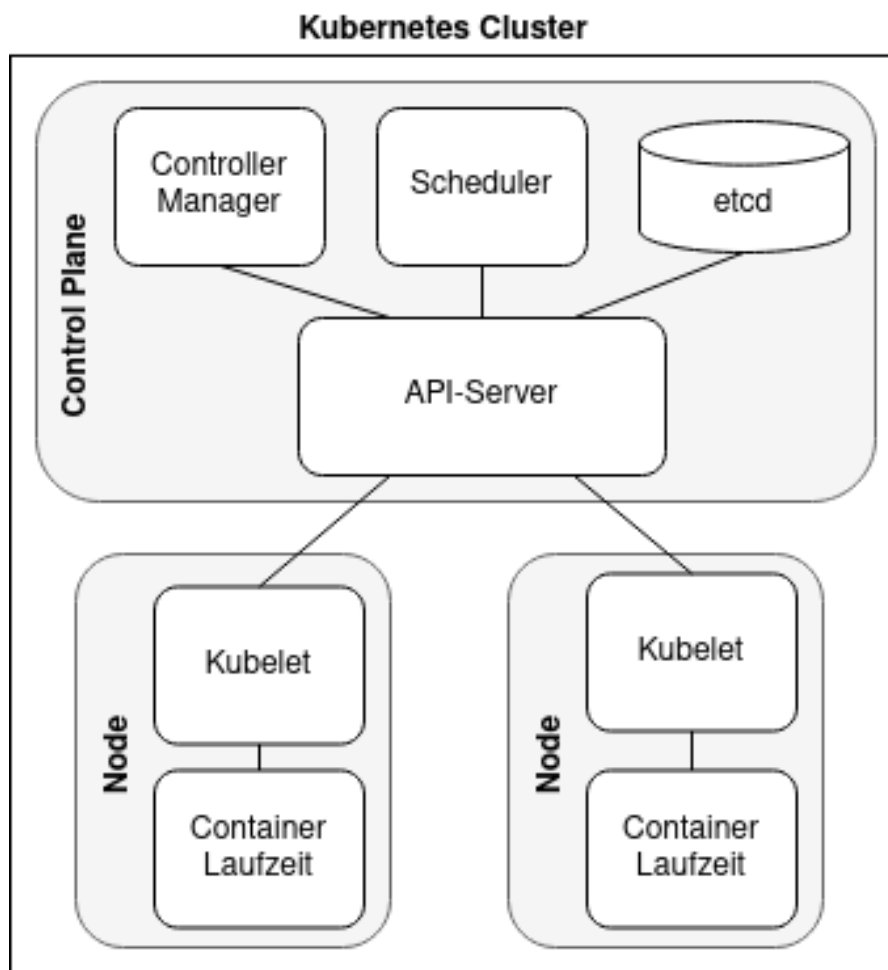 Kubernetes Cluster
Control Plane
Controller
Manager
Scheduler
etcd
API-Server
Node
Kubelet
Container
Laufzeit
Node
Kubelet
Container
Laufzeit